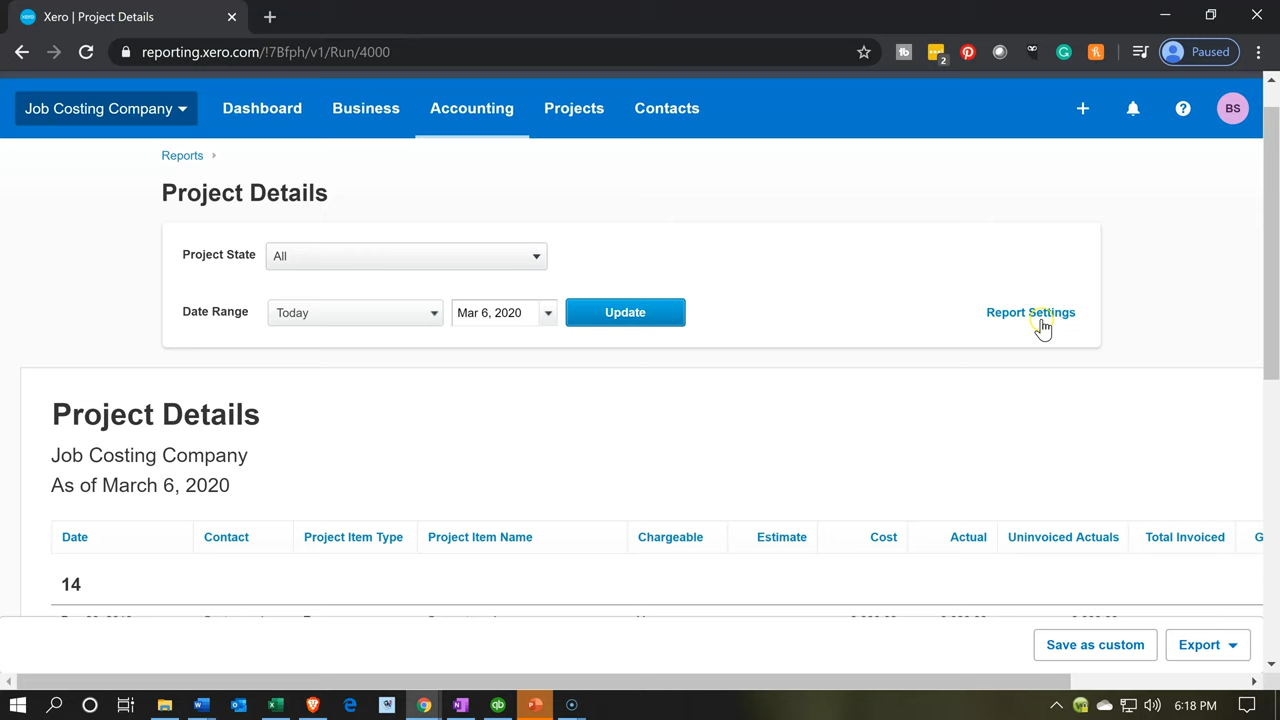 Xero | Project Details
reporting.xero.com/!7Bfph/v1/Run/4000
2
Paused
Job Costing Company
Dashboard
Business
Accounting
Projects
Contacts
BS
Reports
Project Details
Project State
All
Date Range
Today
Mar 6, 2020
Update
Report Settings
Project Details
Job Costing Company
As of March 6, 2020
Date Contact Project Item Type Project Item Name Chargeable Estimate Cost Actual Uninvoiced Actuals Total Invoiced G
14
Save as custom
Export
6:18 PM